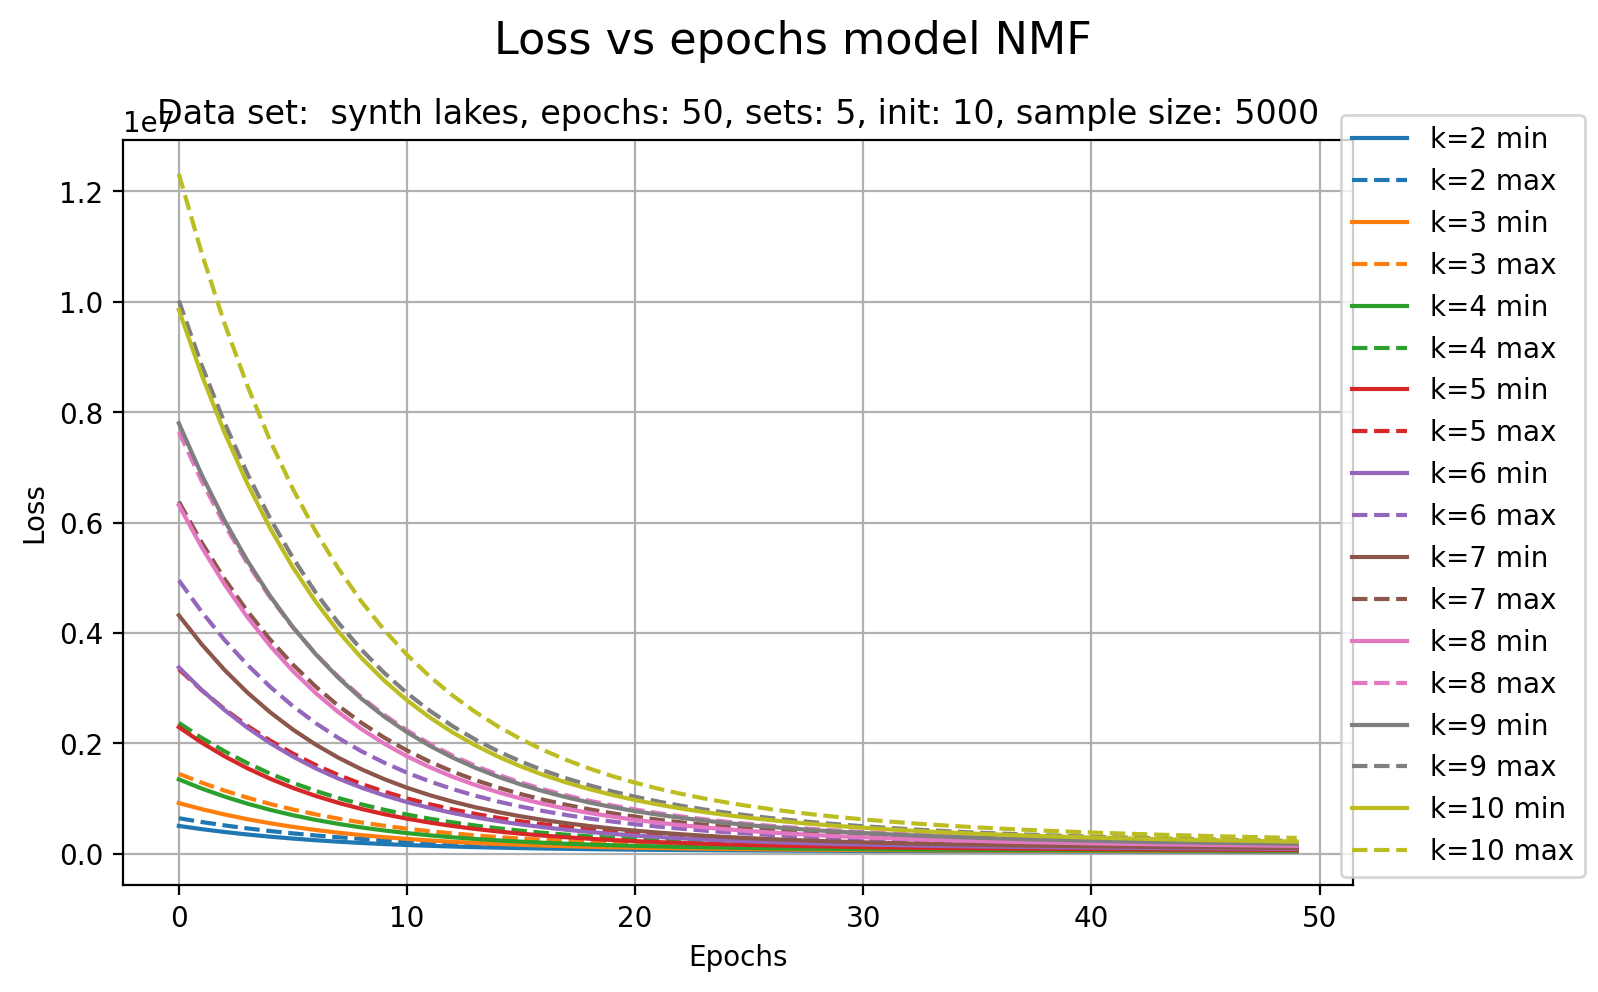 Loss vs epochs model NMF
Data set:  synth lakes, epochs: 50, sets: 5, init: 10, sample size: 5000
1e7
1.2
1.0
0.8
0.6
0.4
0.2
0.0
Loss
0 10 20 30 40 50
Epochs
k=2 min
k=2 max
k=3 min
k=3 max
k=4 min
k=4 max
k=5 min
k=5 max
k=6 min
k=6 max
k=7 min
k=7 max
k=8 min
k=8 max
k=9 min
k=9 max
k=10 min
k=10 max